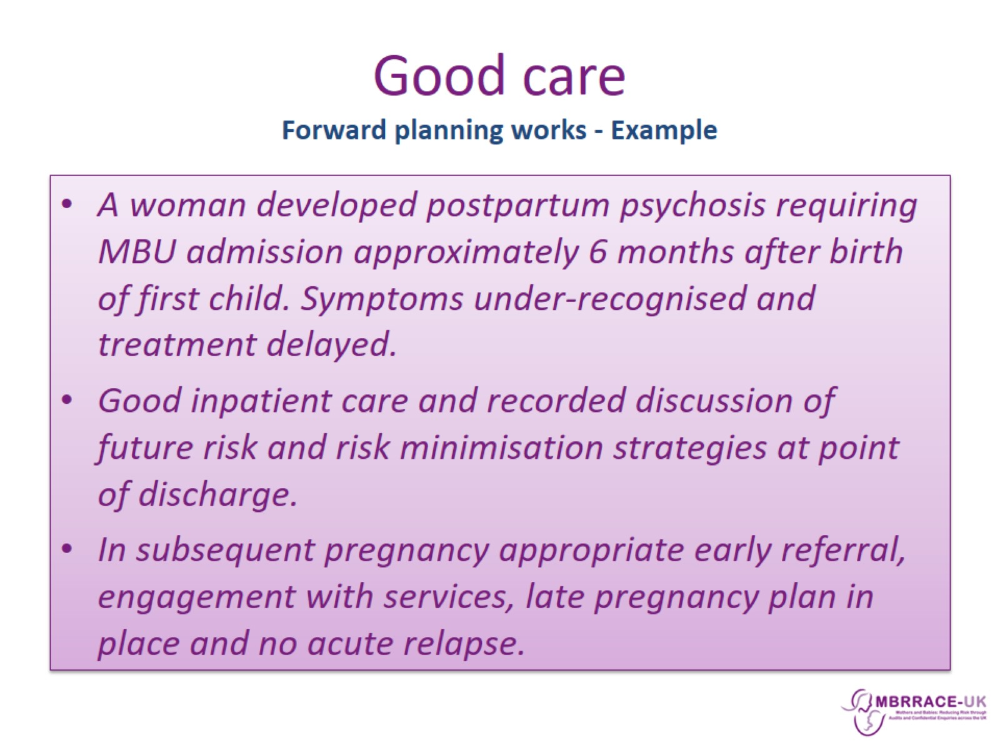 Good care
Forward planning works - Example
• A woman developed postpartum psychosis requiring
MBU admission approximately 6 months after birth
of first child. Symptoms under-recognised and
treatment delayed.
• Good inpatient care and recorded discussion of
future risk and risk minimisation strategies at point
of discharge.
• In subsequent pregnancy appropriate early referral,
engagement with services, late pregnancy plan in
place and no acute relapse.
MBRRACE-UK
Mothers and Babies: Reducing Risk through
Audits and Confidential Enquiries across the UK